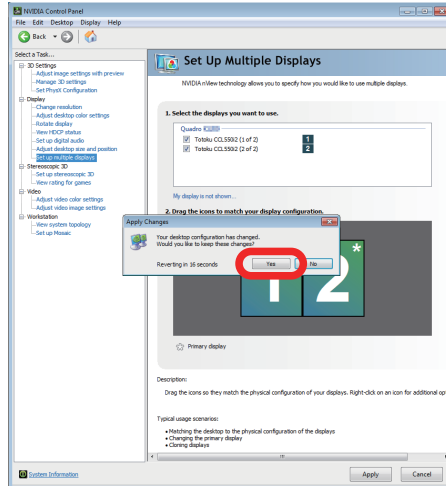 NVIDIA Control Panel
File Edit Desktop Display Help
Back
Select a Task...
3D Settings
Adjust image settings with preview
Manage 3D settings
Set PhysX Configuration
Display
Change resolution
Adjust desktop color settings
Rotate display
View HDCP status
Set up digital audio
Adjust desktop size and position
Set up multiple displays
Stereoscopic 3D
Set up stereoscopic 3D
View rating for games
Video
Adjust video color settings
Adjust video image settings
Workstation
View system topology
Set up Mosaic
System Information
Set Up Multiple Displays
NVIDIA nView technology allows you to specify how you would like to use multiple displays.
1. Select the displays you want to use.
Quadro
Totoku CCL550i2 (1 of 2) 1
Totoku CCL550i2 (2 of 2) 2
My display is not shown...
2. Drag the icons to match your display configuration.
Apply Changes
Your desktop configuration has changed.
Would you like to keep these changes?
Reverting in 16 seconds
Yes No
1 2*
Primary display
Description:
Drag the icons so they match the physical configuration of your displays. Right-click on an icon for additional op
Typical usage scenarios:
• Matching the desktop to the physical configuration of the displays
• Changing the primary display
• Cloning displays
Apply Cancel